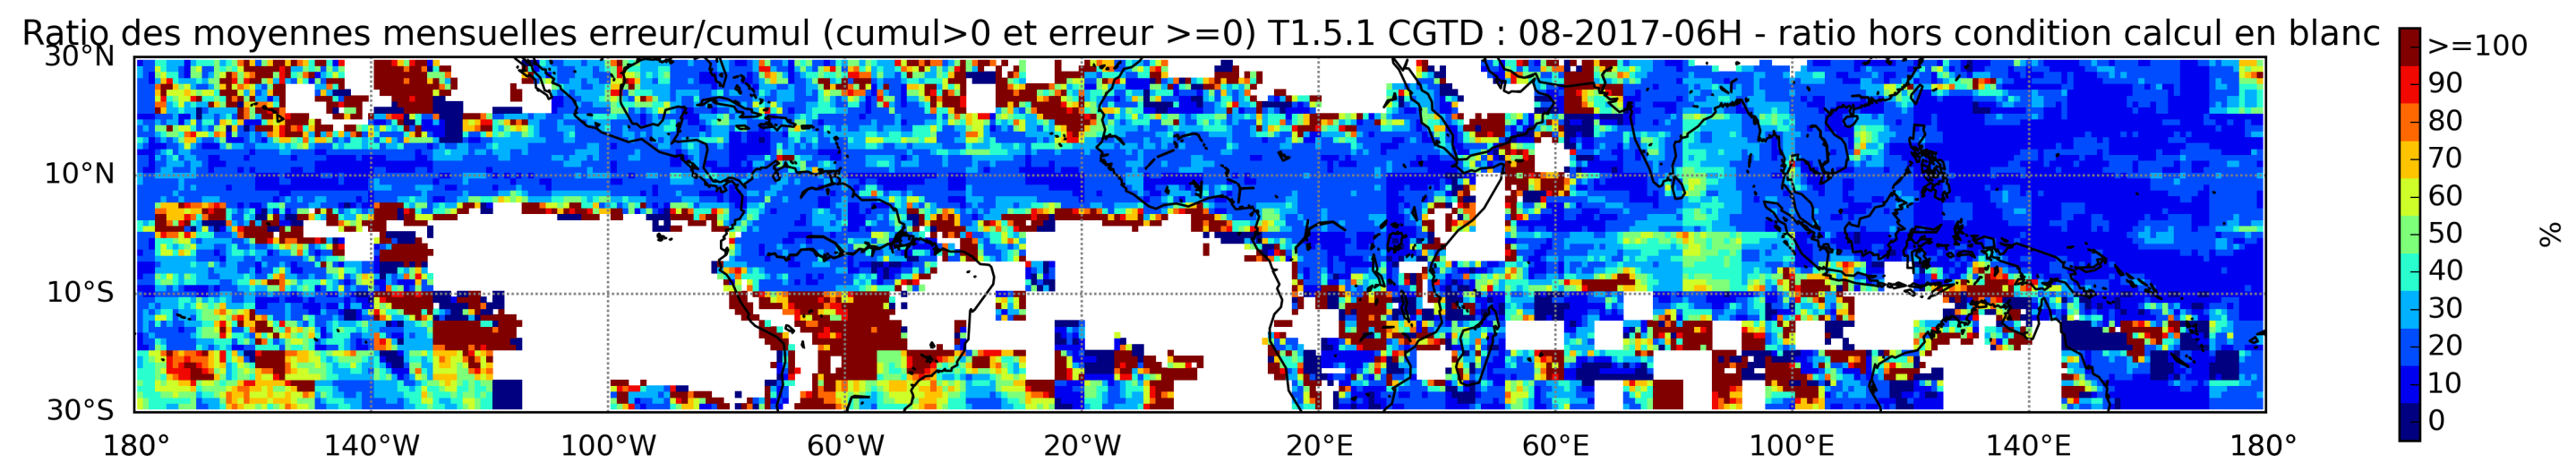 Ratio des moyennes mensuelles erreur/cumul (cumul>0 et erreur >=0) T1.5.1 CGTD : 08-2017-06H - ratio hors condition calcul en blanc
30°N
10°N
10°S
30°S
180° 140°W 100°W 60°W 20°W 20°E 60°E 100°E 140°E 180°
>=100
90
80
70
60
50
40
30
20
10
0
%